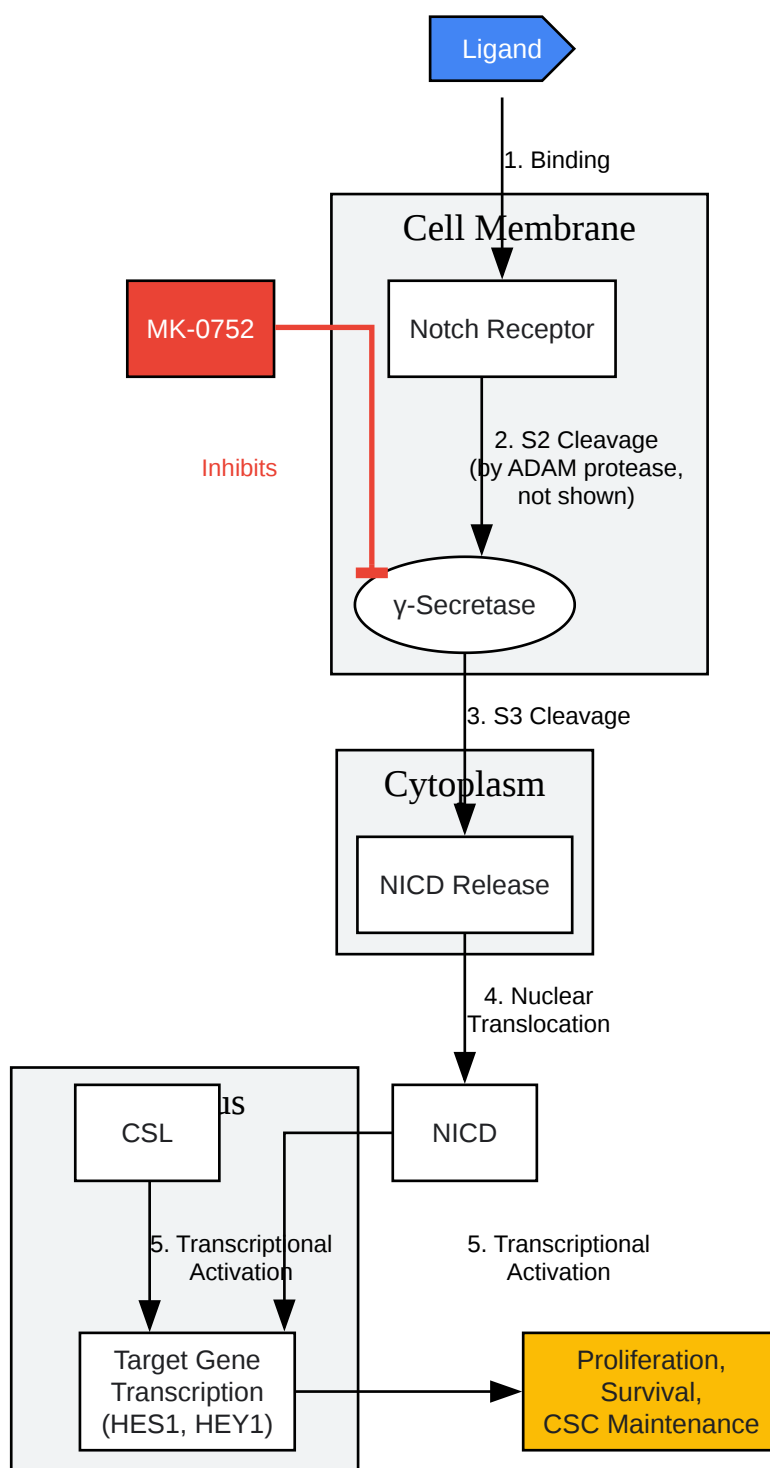 Ligand
1. Binding
Cell Membrane
MK-0752
Notch Receptor
2. S2 Cleavage
(by ADAM protease,
not shown)
Inhibits
γ-Secretase
3. S3 Cleavage
Cytoplasm
NICD Release
4. Nuclear
Translocation
us
CSL
NICD
5. Transcriptional
Activation
5. Transcriptional
Activation
Target Gene
Transcription
(HES1, HEY1)
Proliferation,
Survival,
CSC Maintenance